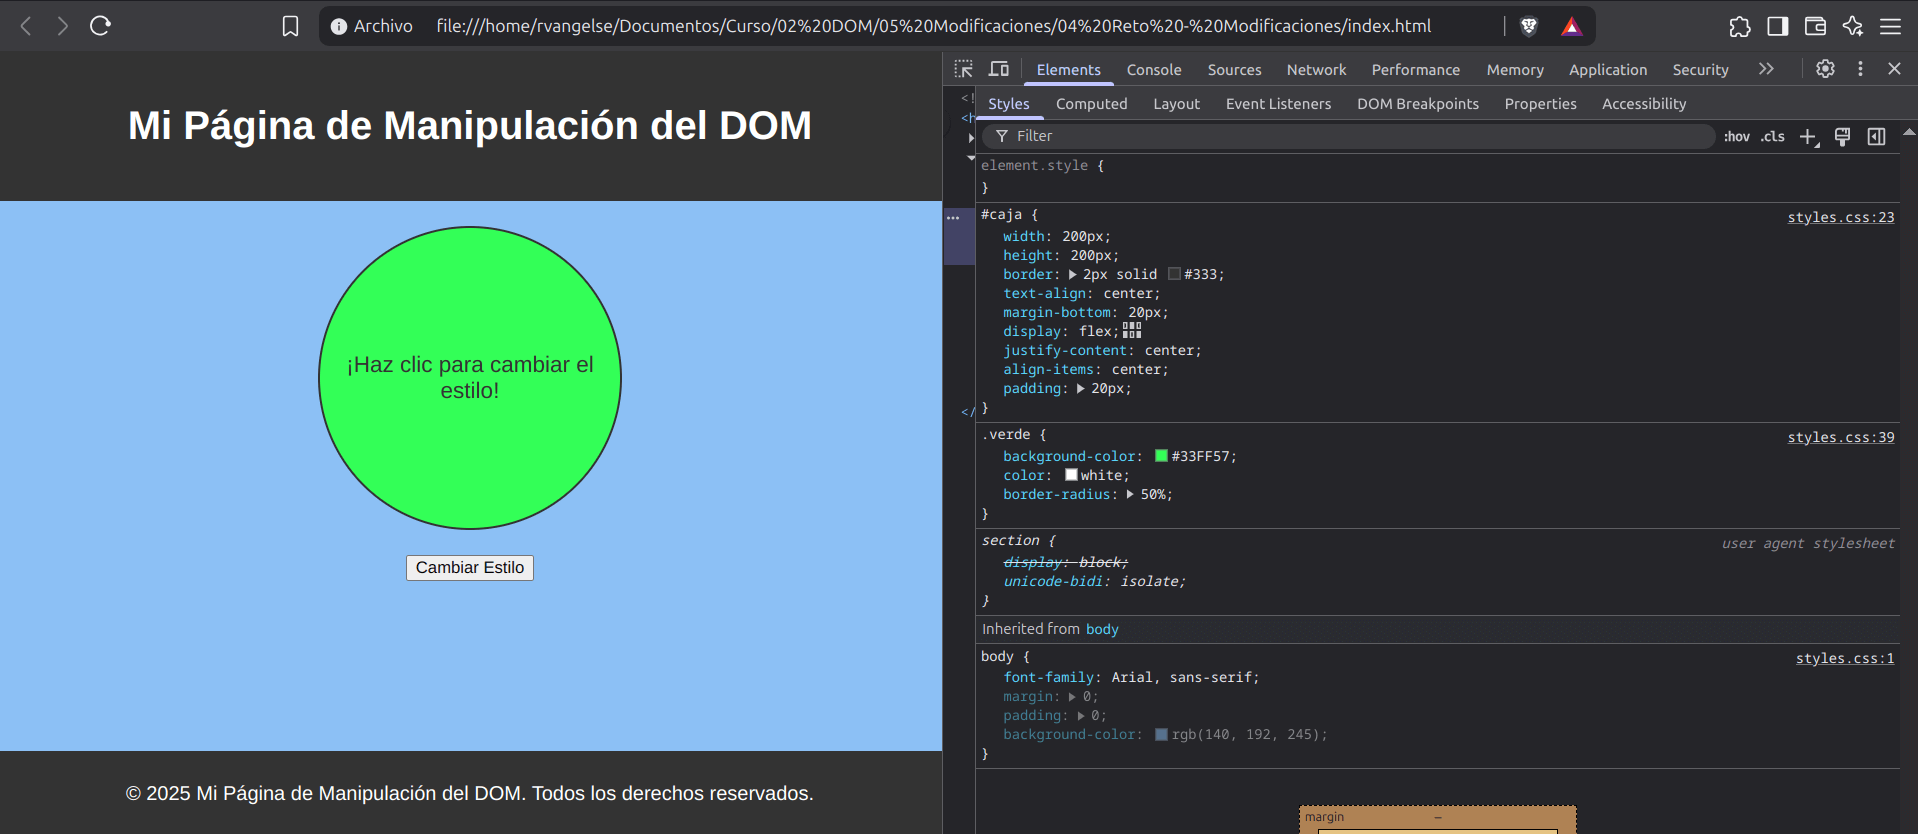 Archivo file:///home/rvangelse/Documentos/Curso/02%20DOM/05%20Modificaciones/04%20Reto%20-%20Modificaciones/index.html
Mi Página de Manipulación del DOM
¡Haz clic para cambiar el
estilo!
Cambiar Estilo
© 2025 Mi Página de Manipulación del DOM. Todos los derechos reservados.
Elements Console Sources Network Performance Memory Application Security
<!
<h
</
Styles Computed Layout Event Listeners DOM Breakpoints Properties Accessibility
Filter :hov .cls
element.style {
}
#caja { styles.css:23
width: 200px;
height: 200px;
border: 2px solid #333;
text-align: center;
margin-bottom: 20px;
display: flex;
justify-content: center;
align-items: center;
padding: 20px;
}
.verde { styles.css:39
background-color: #33FF57;
color: white;
border-radius: 50%;
}
section { user agent stylesheet
display: block;
unicode-bidi: isolate;
}
Inherited from body
body { styles.css:1
font-family: Arial, sans-serif;
margin: 0;
padding: 0;
background-color: rgb(140, 192, 245);
}
margin –